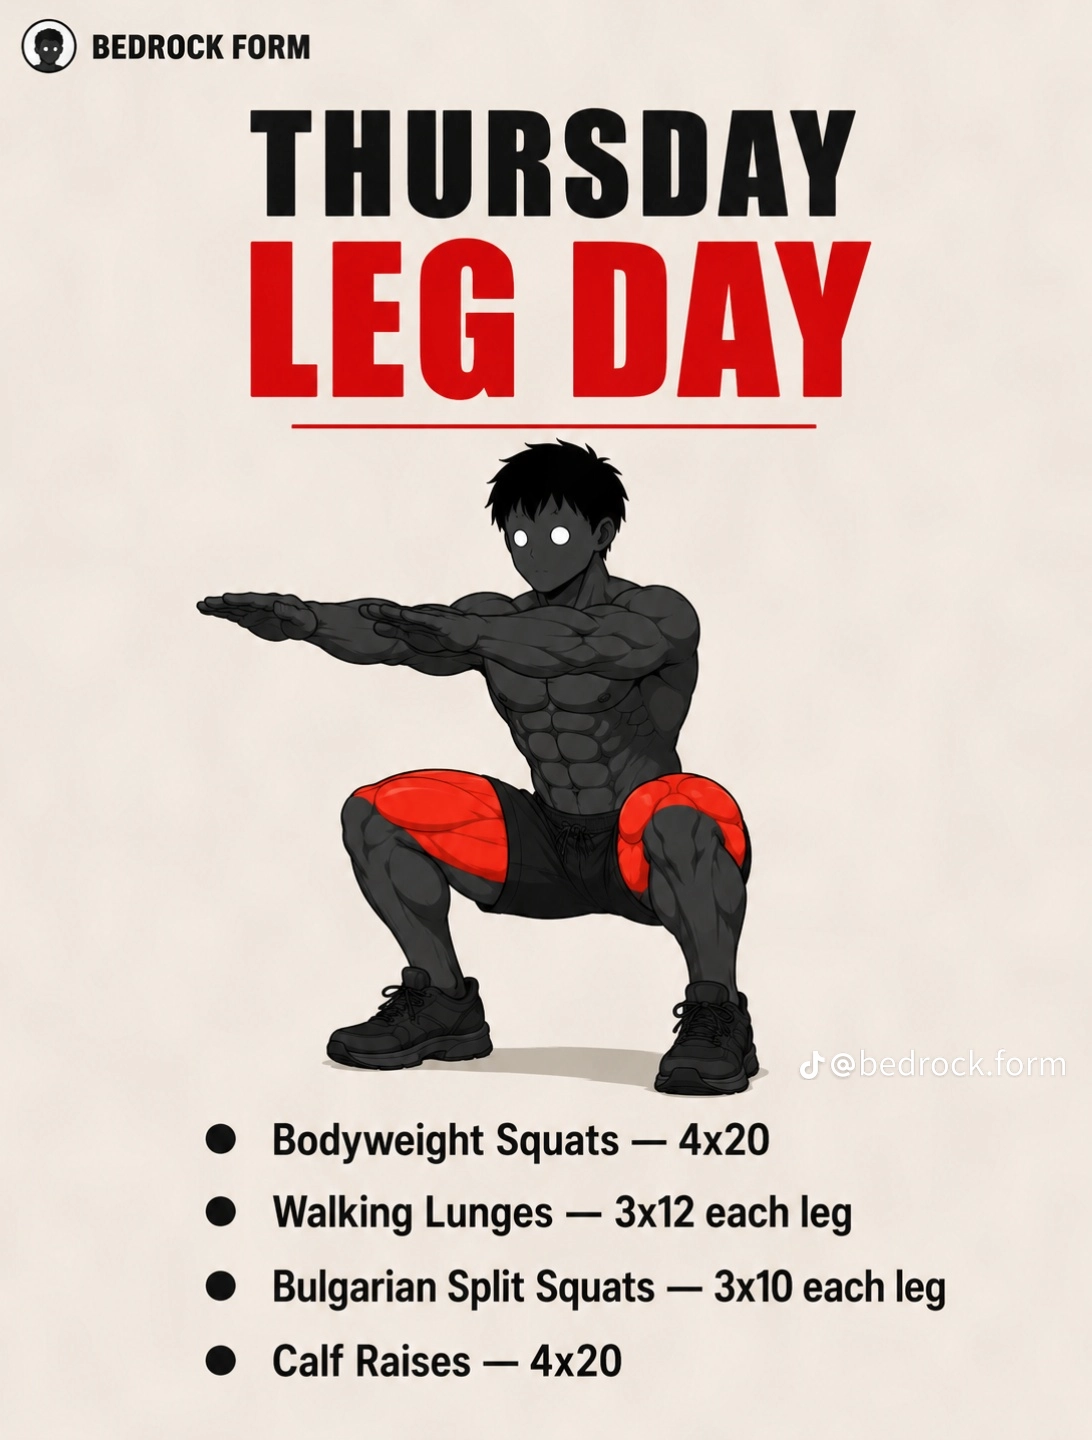 BEDROCK FORM
THURSDAY
LEG DAY
@bedrock.form
● Bodyweight Squats — 4x20
● Walking Lunges — 3x12 each leg
● Bulgarian Split Squats — 3x10 each leg
● Calf Raises — 4x20